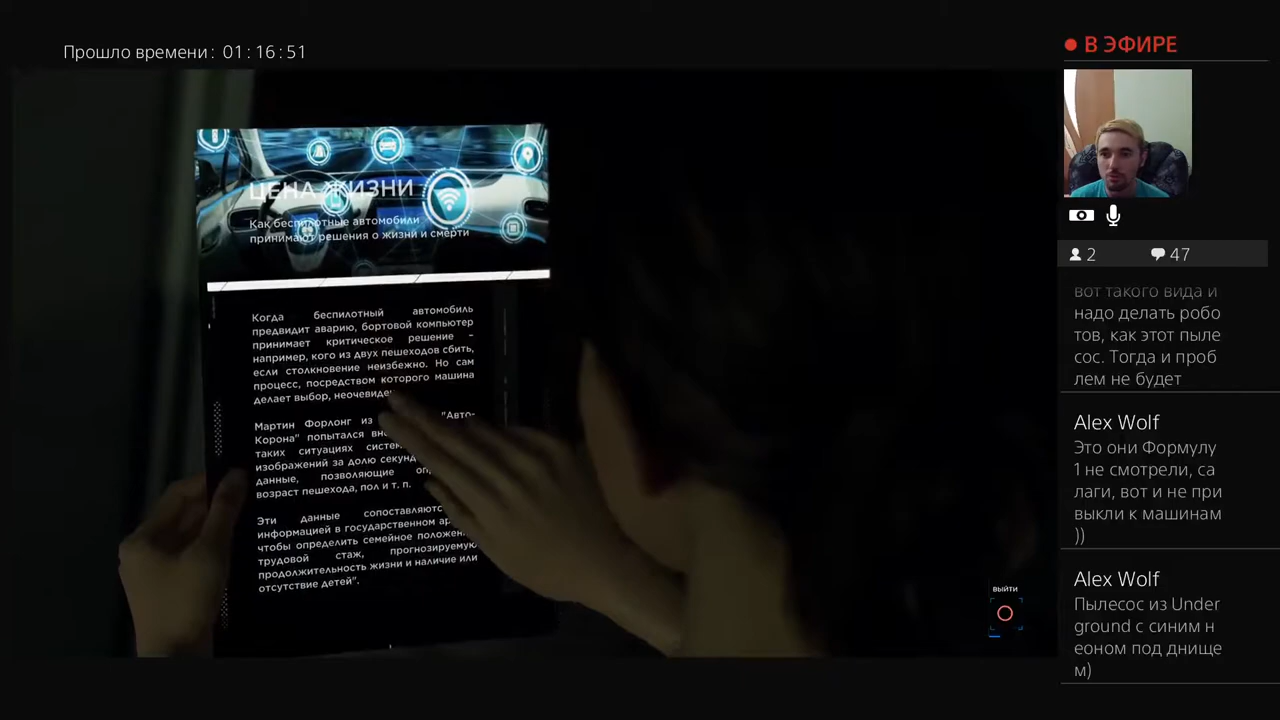 Прошло времени: 01:16:51
В ЭФИРЕ
2
47
ЦЕНА ЖИЗНИ
Как беспилотные автомобили
принимают решения о жизни и смерти
Когда беспилотный автомобиль
предвидит аварию, бортовой компьютер
принимает критическое решение –
например, кого из двух пешеходов сбить,
если столкновение неизбежно. Но сам
процесс, посредством которого машина
делает выбор,
Мартин Форлонг из "Авто-
Корона" попытался
таких ситуациях
изображений за долю
данные, позволяющие
возраст пешехода, пол и т. п.
Эти данные сопоставляются
информацией в государственном
чтобы определить семейное
трудовой стаж, прогнозируемую
продолжительность жизни и наличие или
отсутствие детей".
выйти
вот такого вида и
надо делать робо
тов, как этот пыле
сос. Тогда и проб
лем не будет
Alex Wolf
Это они Формулу
1 не смотрели, са
лаги, вот и не при
выкли к машинам
))
Alex Wolf
Пылесос из Under
ground с синим н
еоном под днище
м)